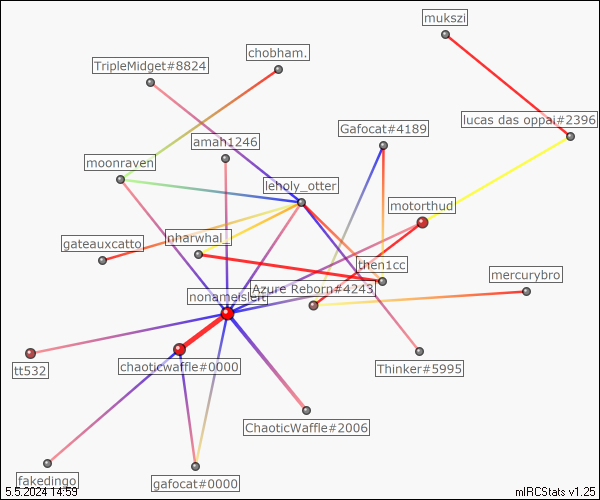 mukszi
chobham.
TripleMidget#8824
lucas das oppai#2396
Gafocat#4189
amah1246
moonraven
leholy_otter
motorthud
nharwhal_
gateauxcatto
then1cc
mercurybro
Azure Reborn#4243
chaoticwaffle#0000
Thinker#5995
tt532
ChaoticWaffle#2006
fakedingo
gafocat#0000
5.5.2024 14:59
mIRCStats v1.25